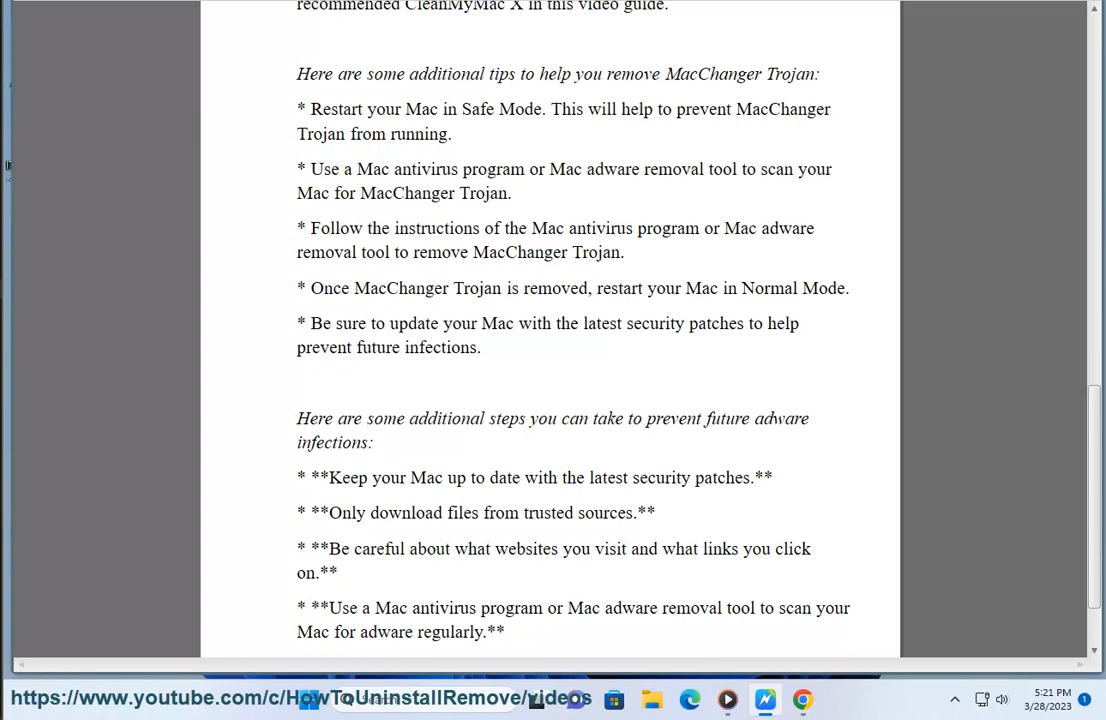 recommended CleanMyMac X in this video guide.
Here are some additional tips to help you remove MacChanger Trojan:
* Restart your Mac in Safe Mode. This will help to prevent MacChanger
Trojan from running.
* Use a Mac antivirus program or Mac adware removal tool to scan your
Mac for MacChanger Trojan.
* Follow the instructions of the Mac antivirus program or Mac adware
removal tool to remove MacChanger Trojan.
* Once MacChanger Trojan is removed, restart your Mac in Normal Mode.
* Be sure to update your Mac with the latest security patches to help
prevent future infections.
Here are some additional steps you can take to prevent future adware
infections:
* **Keep your Mac up to date with the latest security patches.**
* **Only download files from trusted sources.**
* **Be careful about what websites you visit and what links you click
on.**
* **Use a Mac antivirus program or Mac adware removal tool to scan your
Mac for adware regularly.**
https://www.youtube.com/c/HowToUninstallRemove/videos
5:21 PM
3/28/2023
1